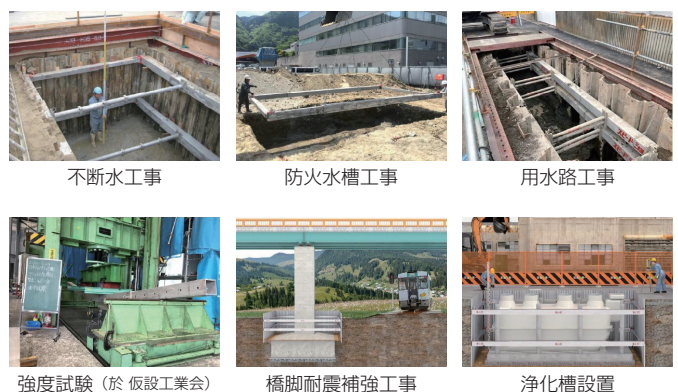 不断水工事
防火水槽工事
用水路工事
強度試験（於 仮設工業会）
橋脚耐震補強工事
浄化槽設置